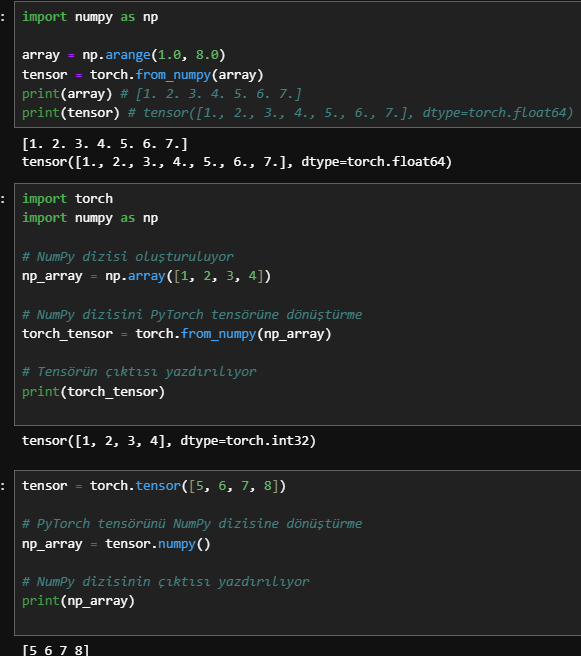 : import numpy as np
array = np.arange(1.0, 8.0)
tensor = torch.from_numpy(array)
print(array) # [1. 2. 3. 4. 5. 6. 7.]
print(tensor) # tensor([1., 2., 3., 4., 5., 6., 7.], dtype=torch.float64)
[1. 2. 3. 4. 5. 6. 7.]
tensor([1., 2., 3., 4., 5., 6., 7.], dtype=torch.float64)
: import torch
import numpy as np
# NumPy dizisi oluşturuluyor
np_array = np.array([1, 2, 3, 4])
# NumPy dizisini PyTorch tensörüne dönüştürme
torch_tensor = torch.from_numpy(np_array)
# Tensörün çıktısı yazdırılıyor
print(torch_tensor)
tensor([1, 2, 3, 4], dtype=torch.int32)
: tensor = torch.tensor([5, 6, 7, 8])
# PyTorch tensörünü NumPy dizisine dönüştürme
np_array = tensor.numpy()
# NumPy dizisinin çıktısı yazdırılıyor
print(np_array)
[5 6 7 8]